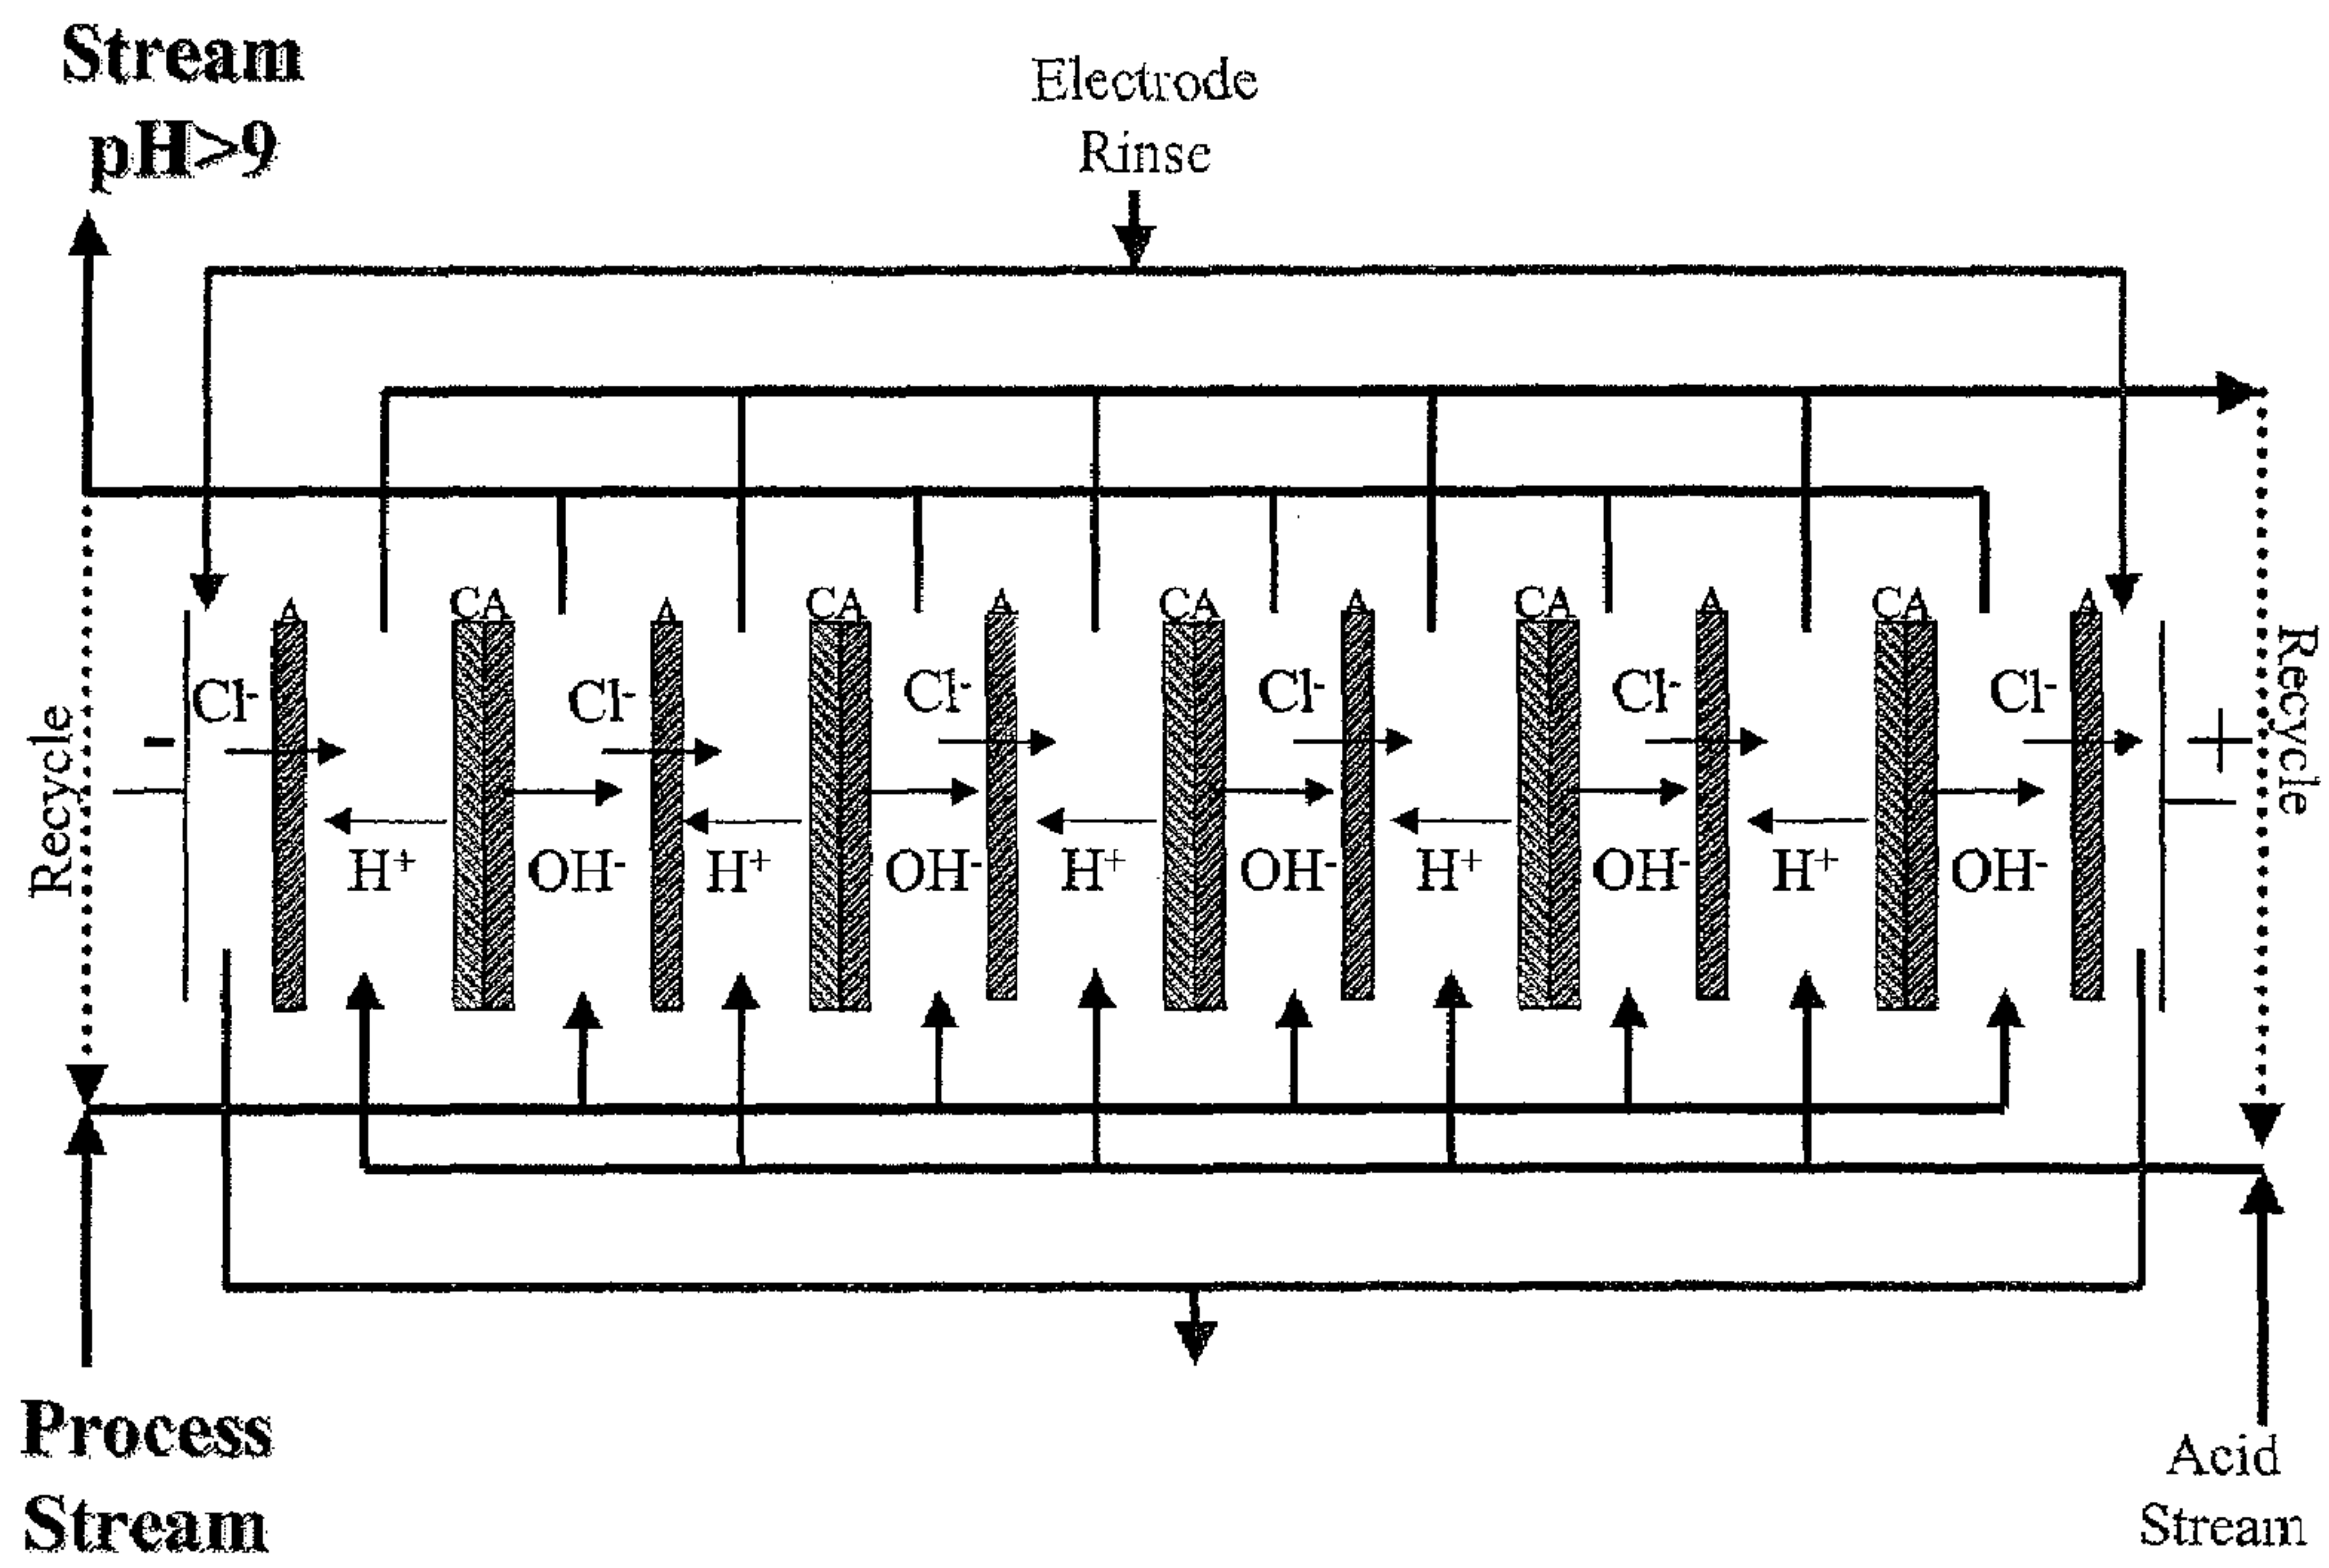 Stream
pH>9
Electrode
Rinse
A
CA
A
CA
A
CA
A
CA
A
CA
A
Cl-
Cl-
Cl-
Cl-
Cl-
Cl-
-
+
Recycle
Recycle
H+
OH-
H+
OH-
H+
OH-
H+
OH-
H+
OH-
Process
Stream
Acid
Stream